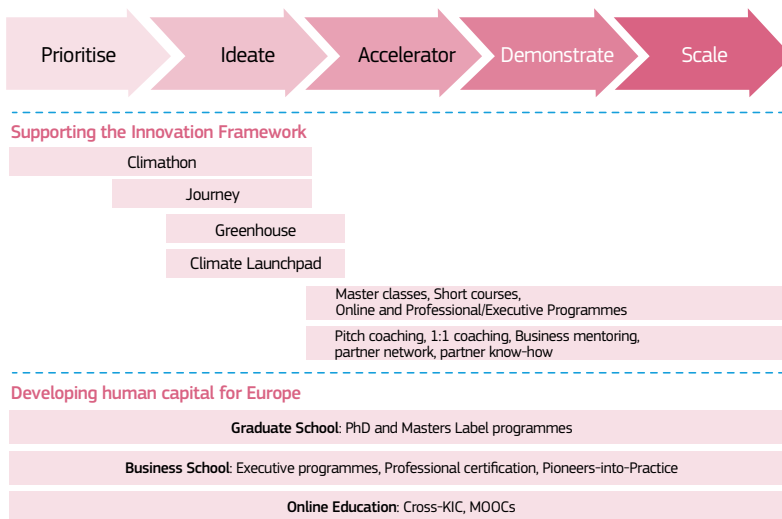 Prioritise
Ideate
Accelerator
Demonstrate
Scale
Supporting the Innovation Framework
Climathon
Journey
Greenhouse
Climate Launchpad
Master classes, Short courses,
Online and Professional/Executive Programmes
Pitch coaching, 1:1 coaching, Business mentoring,
partner network, partner know-how
Developing human capital for Europe
Graduate School: PhD and Masters Label programmes
Business School: Executive programmes, Professional certification, Pioneers-into-Practice
Online Education: Cross-KIC, MOOCs